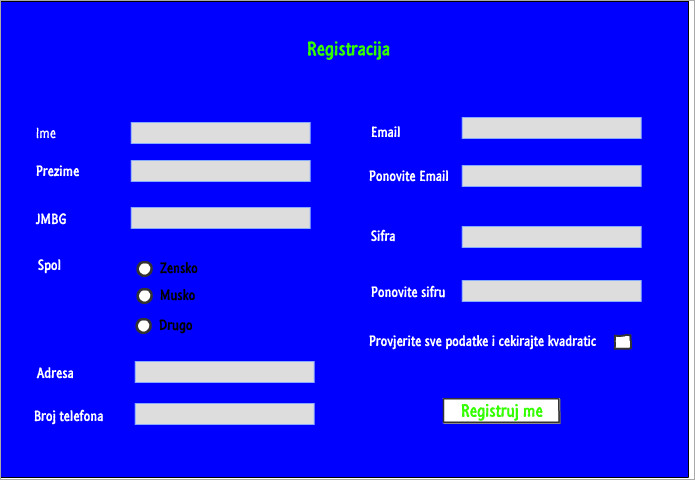 Registracija
Ime
Prezime
JMBG
Spol
Zensko
Musko
Drugo
Adresa
Broj telefona
Email
Ponovite Email
Sifra
Ponovite sifru
Provjerite sve podatke i cekirajte kvadratic
Registruj me